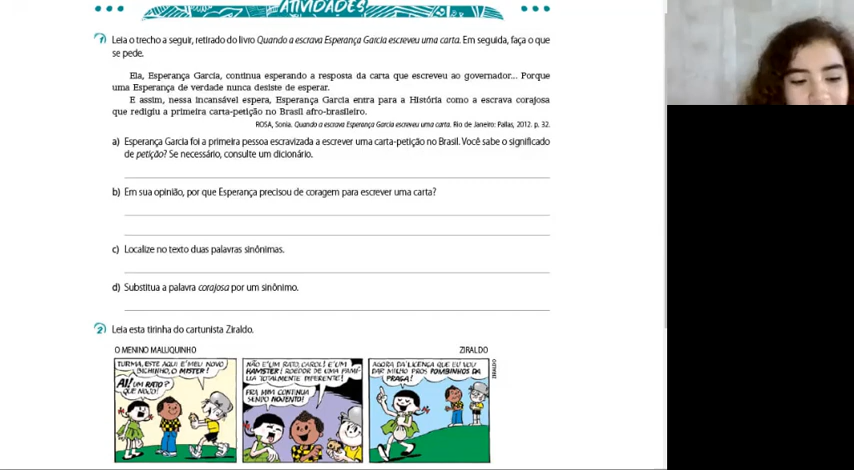 ATIVIDADES
1 Leia o trecho a seguir, retirado do livro Quando a escrava Esperança Garcia escreveu uma carta. Em seguida, faça o que
se pede.
Ela, Esperança Garcia, continua esperando a resposta da carta que escreveu ao governador... Porque
uma Esperança de verdade nunca desiste de esperar.
E assim, nessa incansável espera, Esperança Garcia entra para a História como a escrava corajosa
que redigiu a primeira carta-petição no Brasil afro-brasileiro.
ROSA, Sonia. Quando a escrava Esperança Garcia escreveu uma carta. Rio de Janeiro: Pallas, 2012. p. 32.
a) Esperança Garcia foi a primeira pessoa escravizada a escrever uma carta-petição no Brasil. Você sabe o significado
de petição? Se necessário, consulte um dicionário.
b) Em sua opinião, por que Esperança precisou de coragem para escrever uma carta?
c) Localize no texto duas palavras sinônimas.
d) Substitua a palavra corajosa por um sinônimo.
2 Leia esta tirinha do cartunista Ziraldo.
O MENINO MALUQUINHO
ZIRALDO
TURMA, ESTE AQUI É MEU NOVO
BICHINHO, O MISTER!
AI! UM RATO?
QUE NOJO!
NÃO É UM RATO, CAROL! É UM
HAMSTER! ROEDOR DE UMA FAMÍ-
LIA TOTALMENTE DIFERENTE!
PRA MIM CONTINUA
SENDO NOJENTO!
AGORA DÁ LICENÇA QUE EU VOU
DAR MILHO PROS POMBINHOS DA
PRAÇA!
ZIRALDO